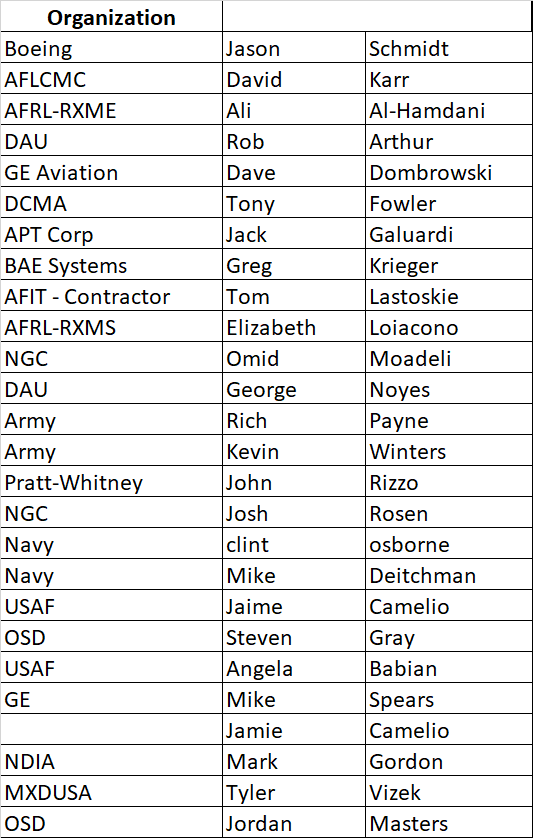 Organization
Boeing Jason Schmidt
AFLCMC David Karr
AFRL-RXME Ali Al-Hamdani
DAU Rob Arthur
GE Aviation Dave Dombrowski
DCMA Tony Fowler
APT Corp Jack Galuardi
BAE Systems Greg Krieger
AFIT - Contractor Tom Lastoskie
AFRL-RXMS Elizabeth Loiacono
NGC Omid Moadeli
DAU George Noyes
Army Rich Payne
Army Kevin Winters
Pratt-Whitney John Rizzo
NGC Josh Rosen
Navy clint osborne
Navy Mike Deitchman
USAF Jaime Camelio
OSD Steven Gray
USAF Angela Babian
GE Mike Spears
Jamie Camelio
NDIA Mark Gordon
MXDUSA Tyler Vizek
OSD Jordan Masters